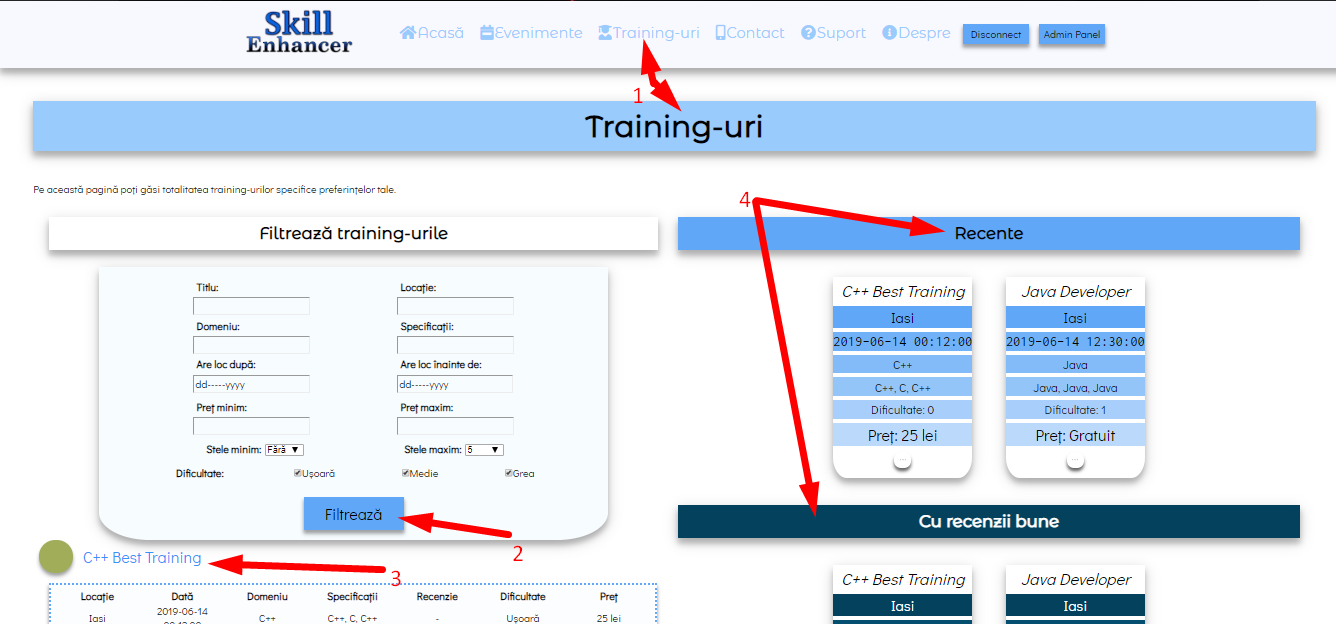 Skill
Enhancer
Acasă Evenimente Training-uri Contact Suport Despre Disconnect Admin Panel
1
Training-uri
Pe această pagină poți găsi totalitatea training-urilor specifice preferințelor tale.
4
Filtrează training-urile
Titlu: Locație:
Domeniu: Specificații:
Are loc după: Are loc înainte de:
dd-----yyyy dd-----yyyy
Preț minim: Preț maxim:
Stele minim: Fără ▼ Stele maxim: 5 ▼
Dificultate: Ușoară Medie Grea
Filtrează
2
C++ Best Training
3
Locație Dată Domeniu Specificații Recenzie Dificultate Preț
Iasi 2019-06-14 C++ C++, C, C++ - Ușoară 25 lei
Recente
C++ Best Training Java Developer
Iasi Iasi
2019-06-14 00:12:00 2019-06-14 12:30:00
C++ Java
C++, C, C++ Java, Java, Java
Dificultate: 0 Dificultate: 1
Preț: 25 lei Preț: Gratuit
... ...
Cu recenzii bune
C++ Best Training Java Developer
Iasi Iasi